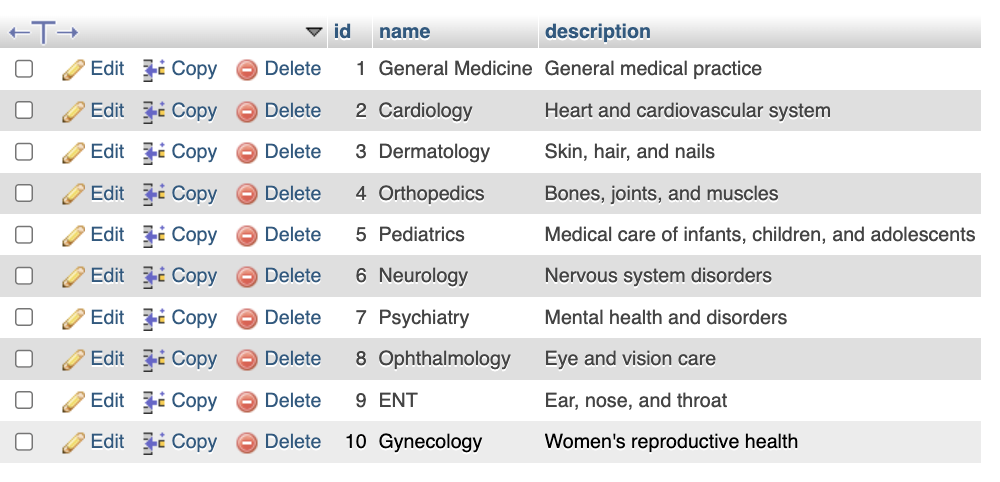 id name description
Edit Copy Delete 1 General Medicine General medical practice
Edit Copy Delete 2 Cardiology Heart and cardiovascular system
Edit Copy Delete 3 Dermatology Skin, hair, and nails
Edit Copy Delete 4 Orthopedics Bones, joints, and muscles
Edit Copy Delete 5 Pediatrics Medical care of infants, children, and adolescents
Edit Copy Delete 6 Neurology Nervous system disorders
Edit Copy Delete 7 Psychiatry Mental health and disorders
Edit Copy Delete 8 Ophthalmology Eye and vision care
Edit Copy Delete 9 ENT Ear, nose, and throat
Edit Copy Delete 10 Gynecology Women's reproductive health